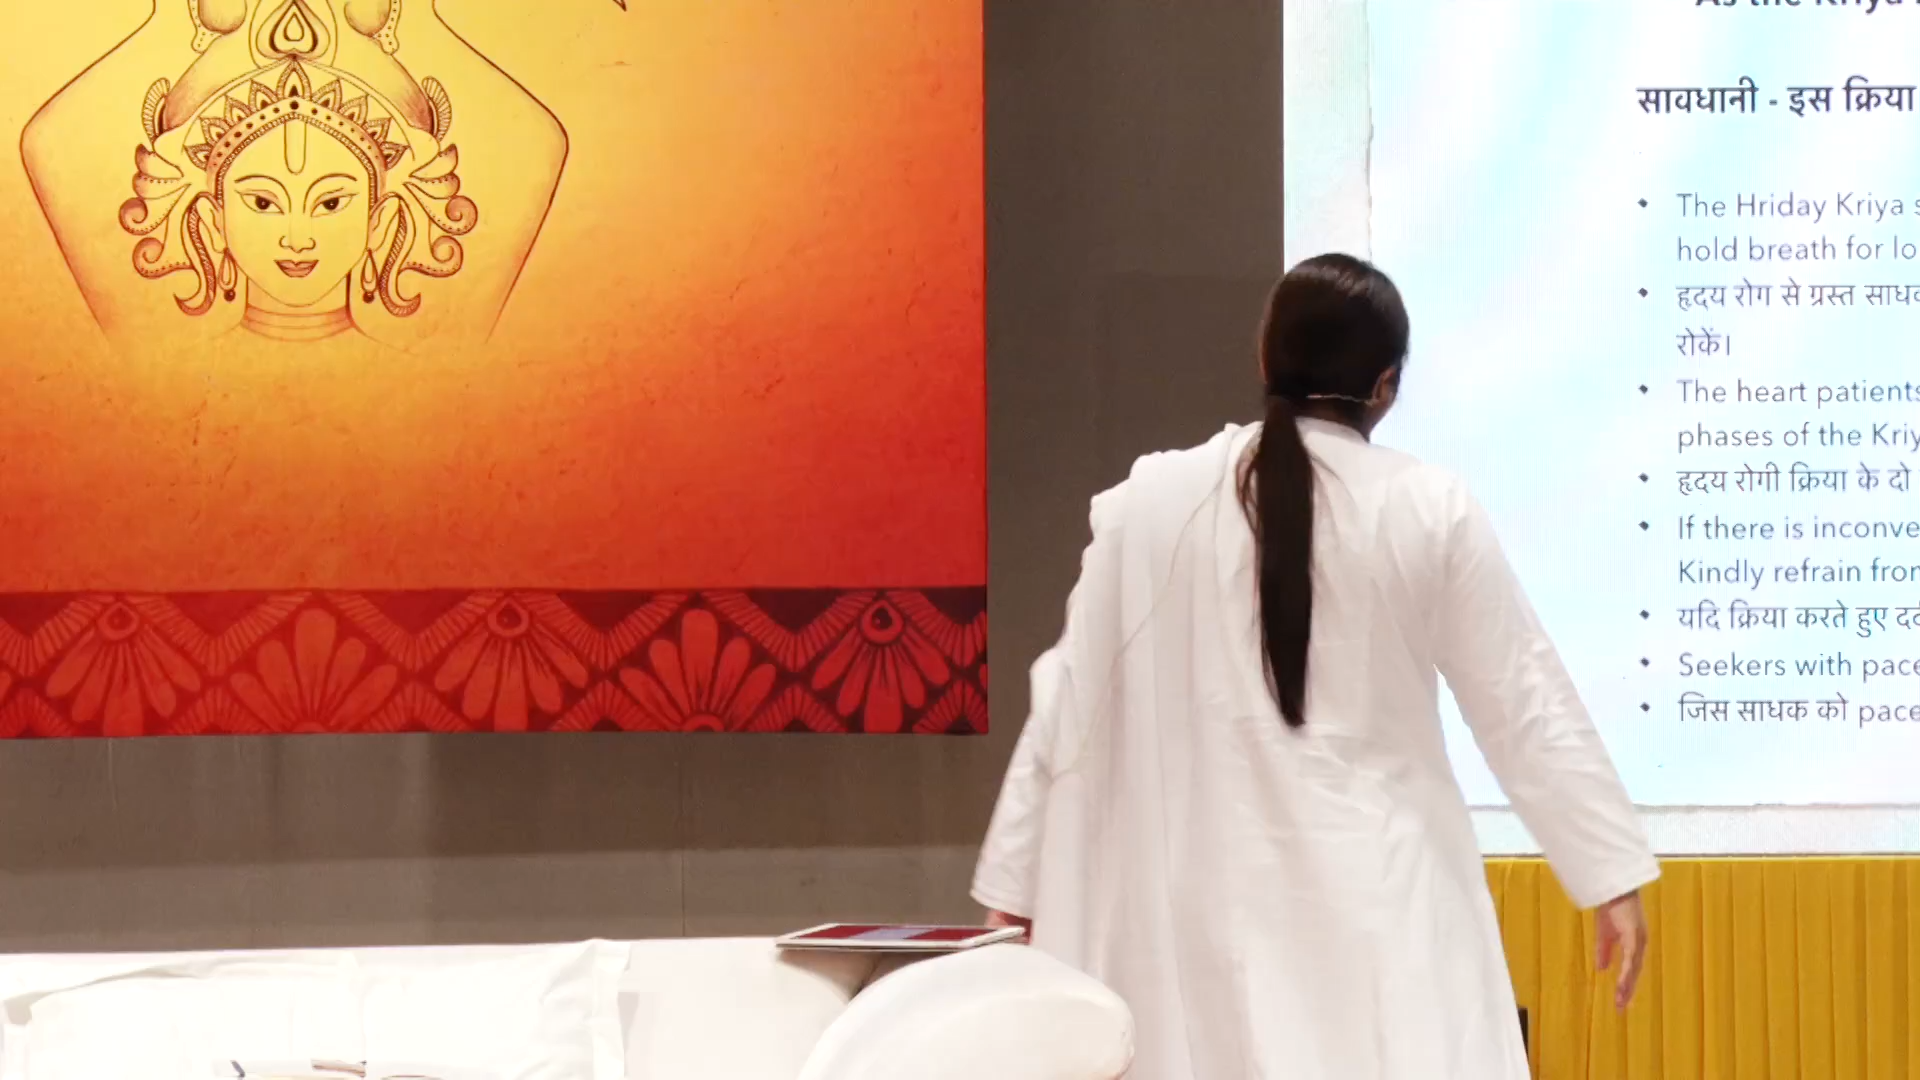 सावधानी - इस क्रिया
The Hriday Kriya
hold breath for
हृदय रोग से ग्रस्त
रोकें।
The heart patients
phases of the
हृदय रोगी क्रिया के दो
If there is
Kindly refrain
यदि क्रिया करते हुए
Seekers with
जिस साधक को